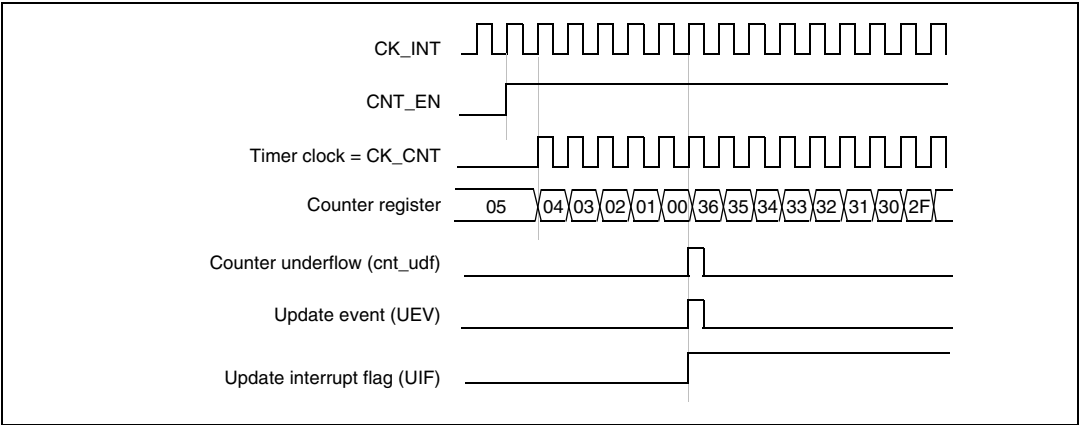 CK_INT
CNT_EN
Timer clock = CK_CNT
Counter register 05 04 03 02 01 00 36 35 34 33 32 31 30 2F
Counter underflow (cnt_udf)
Update event (UEV)
Update interrupt flag (UIF)